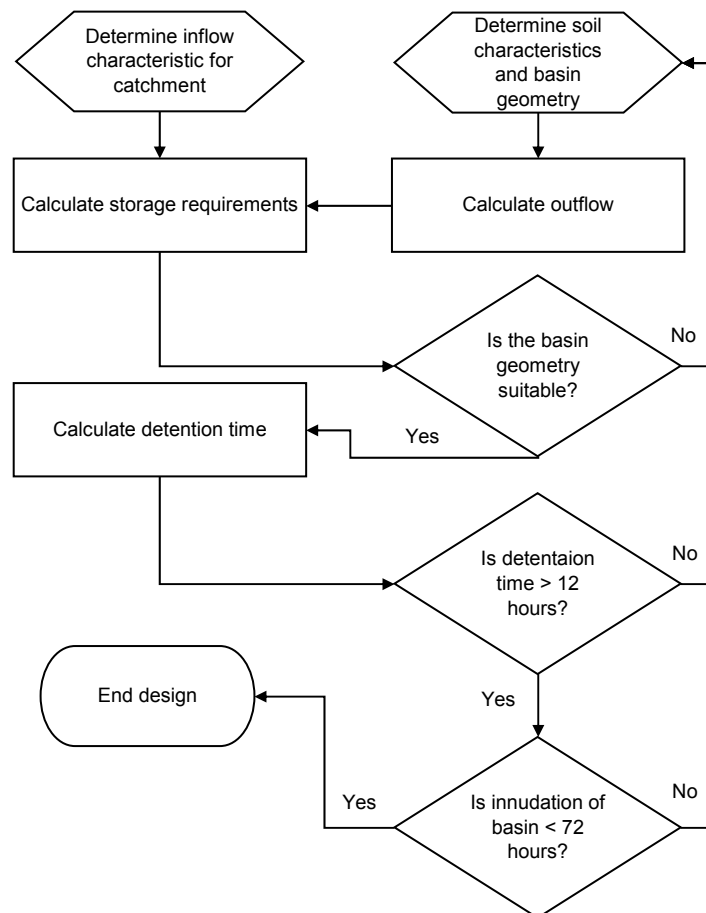 Determine inflow
characteristic for
catchment
Determine soil
characteristics
and basin
geometry
Calculate storage requirements
Calculate outflow
Is the basin
geometry
suitable?
No
Yes
Calculate detention time
Is detentaion
time > 12
hours?
No
Yes
End design
Is innudation of
basin < 72
hours?
Yes
No